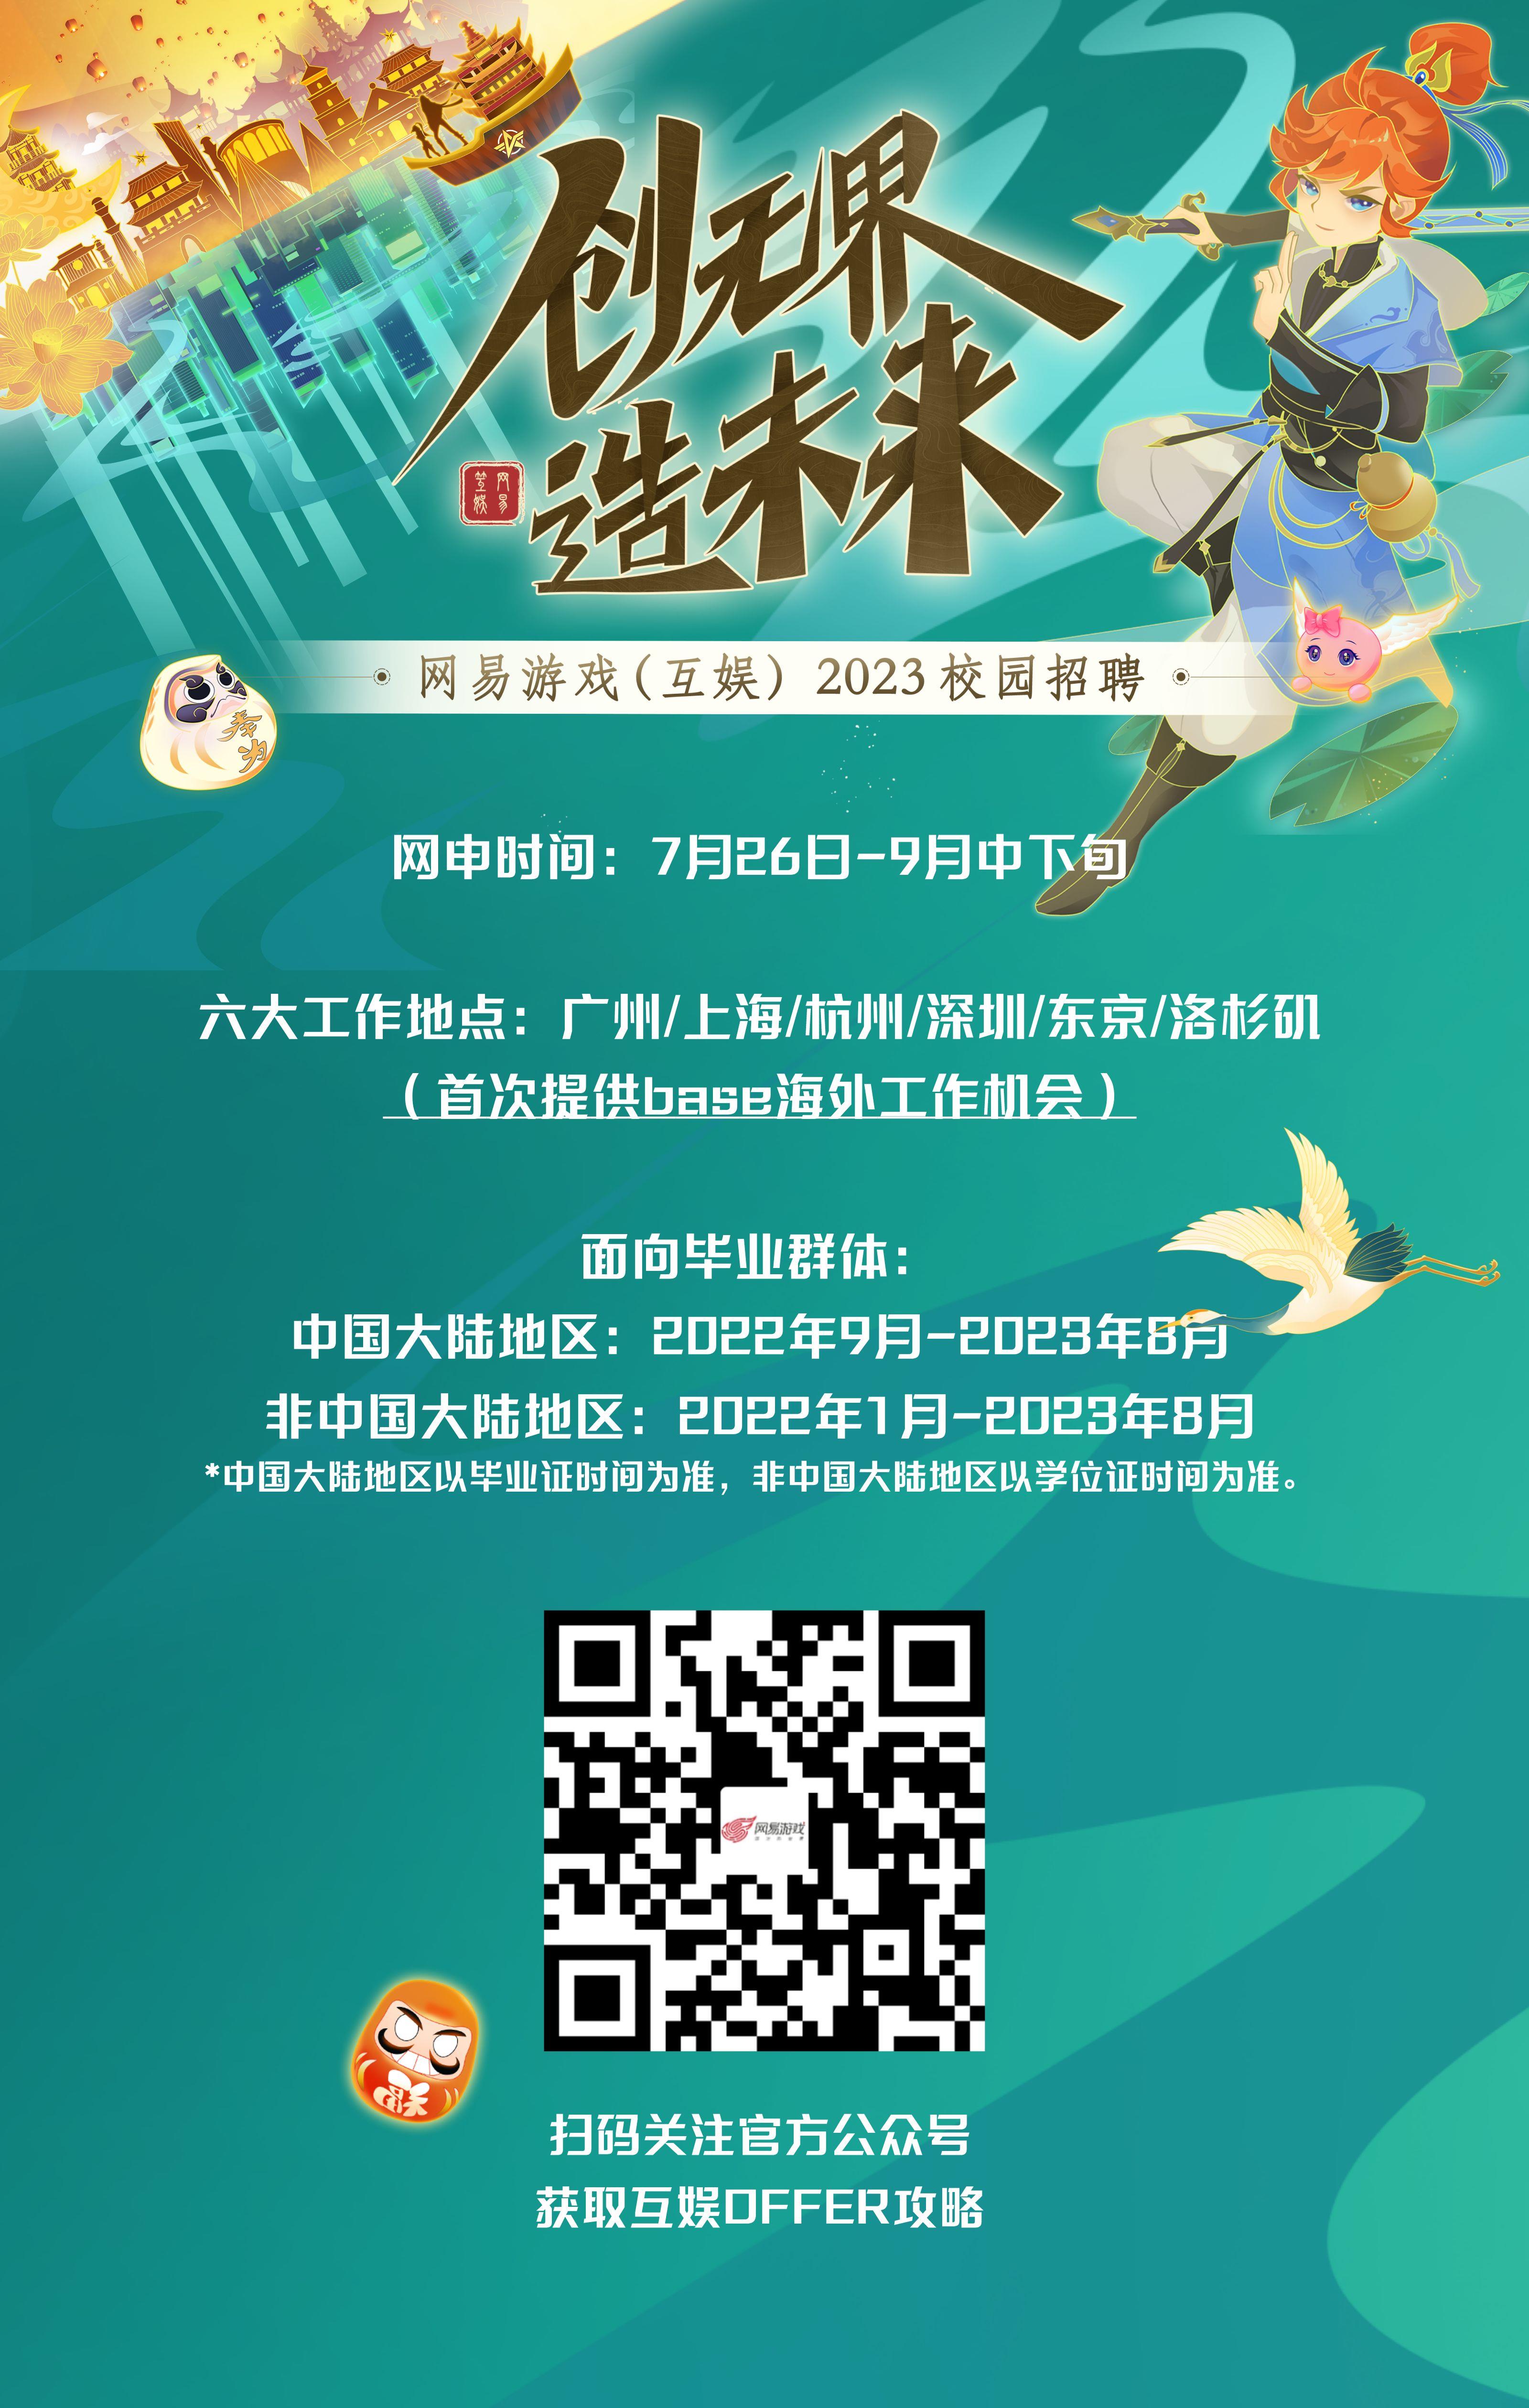 创无界
造未来
网易
互娱
网易游戏(互娱) 2023校园招聘
网申时间：7月26日-9月中下旬
六大工作地点：广州/上海/杭州/深圳/东京/洛杉矶
（首次提供base海外工作机会）
面向毕业群体：
中国大陆地区：2022年9月-2023年8月
非中国大陆地区：2022年1月-2023年8月
*中国大陆地区以毕业证时间为准，非中国大陆地区以学位证时间为准。
网易游戏
扫码关注官方公众号
获取互娱OFFER攻略